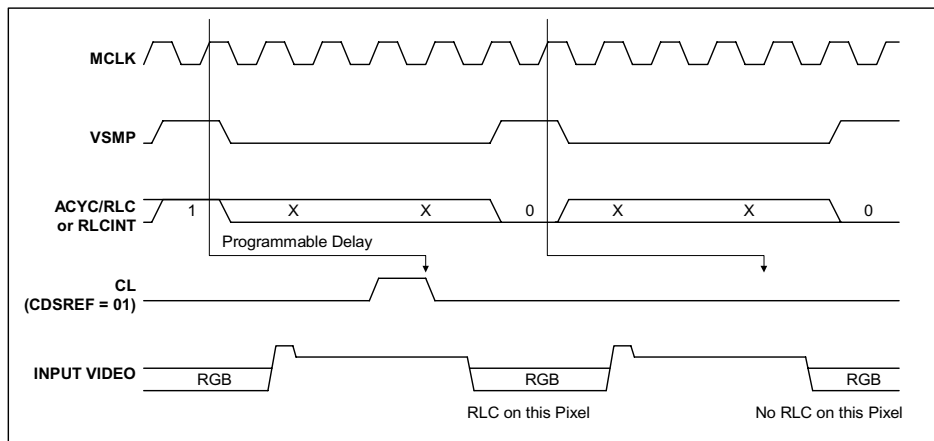 MCLK
VSMP
ACYC/RLC
or RLCINT
1 X X 0 X X 0
Programmable Delay
CL
(CDSREF = 01)
INPUT VIDEO
RGB RGB RGB
RLC on this Pixel No RLC on this Pixel